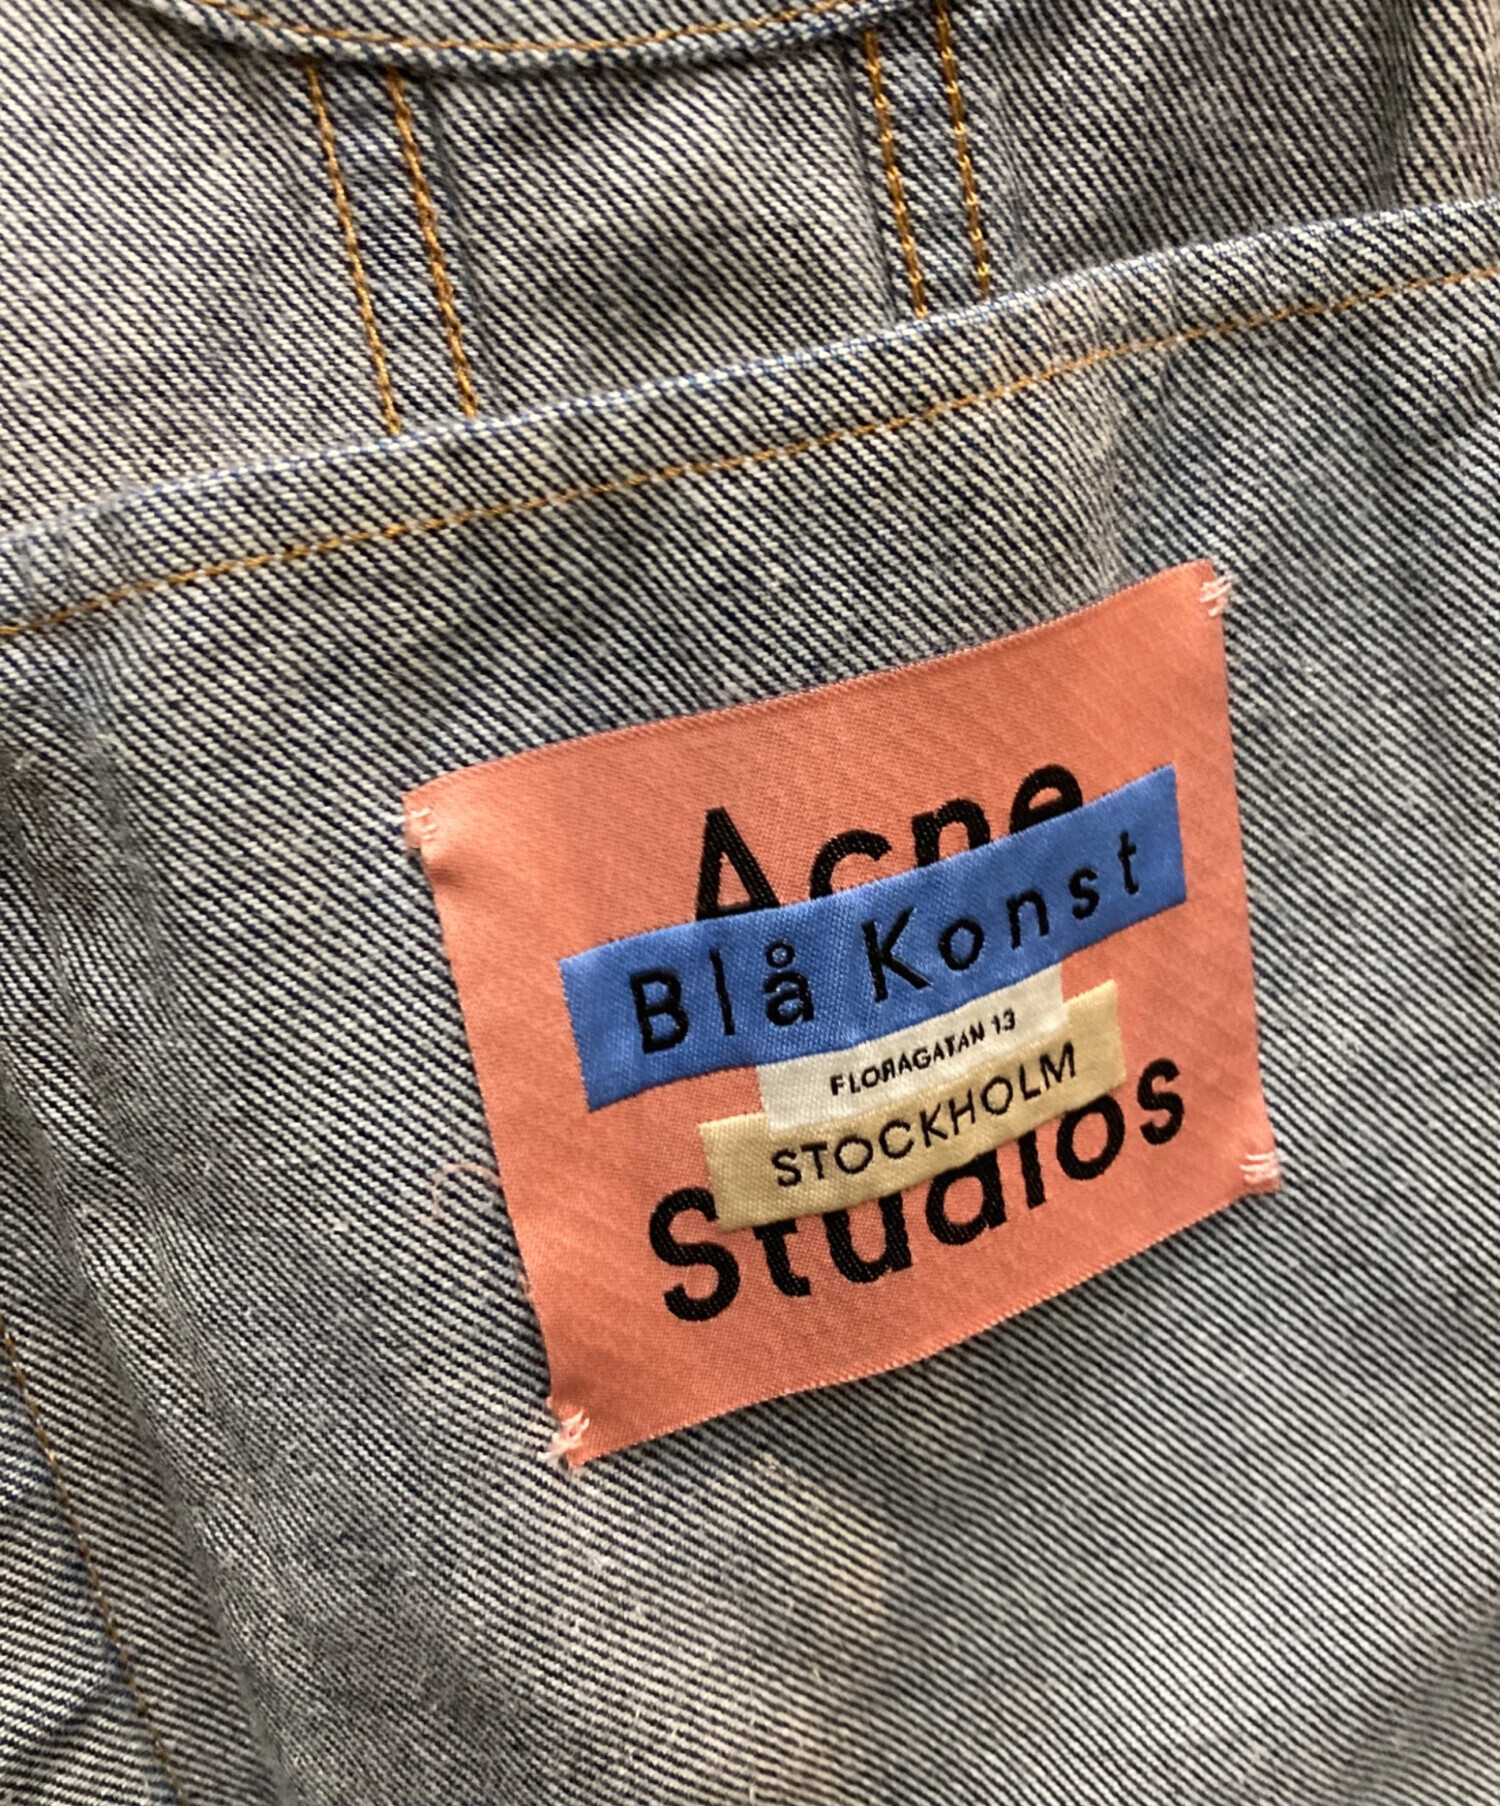 Acne
Blå Konst
FLORAGATAN 13
STOCKHOLM
Studios